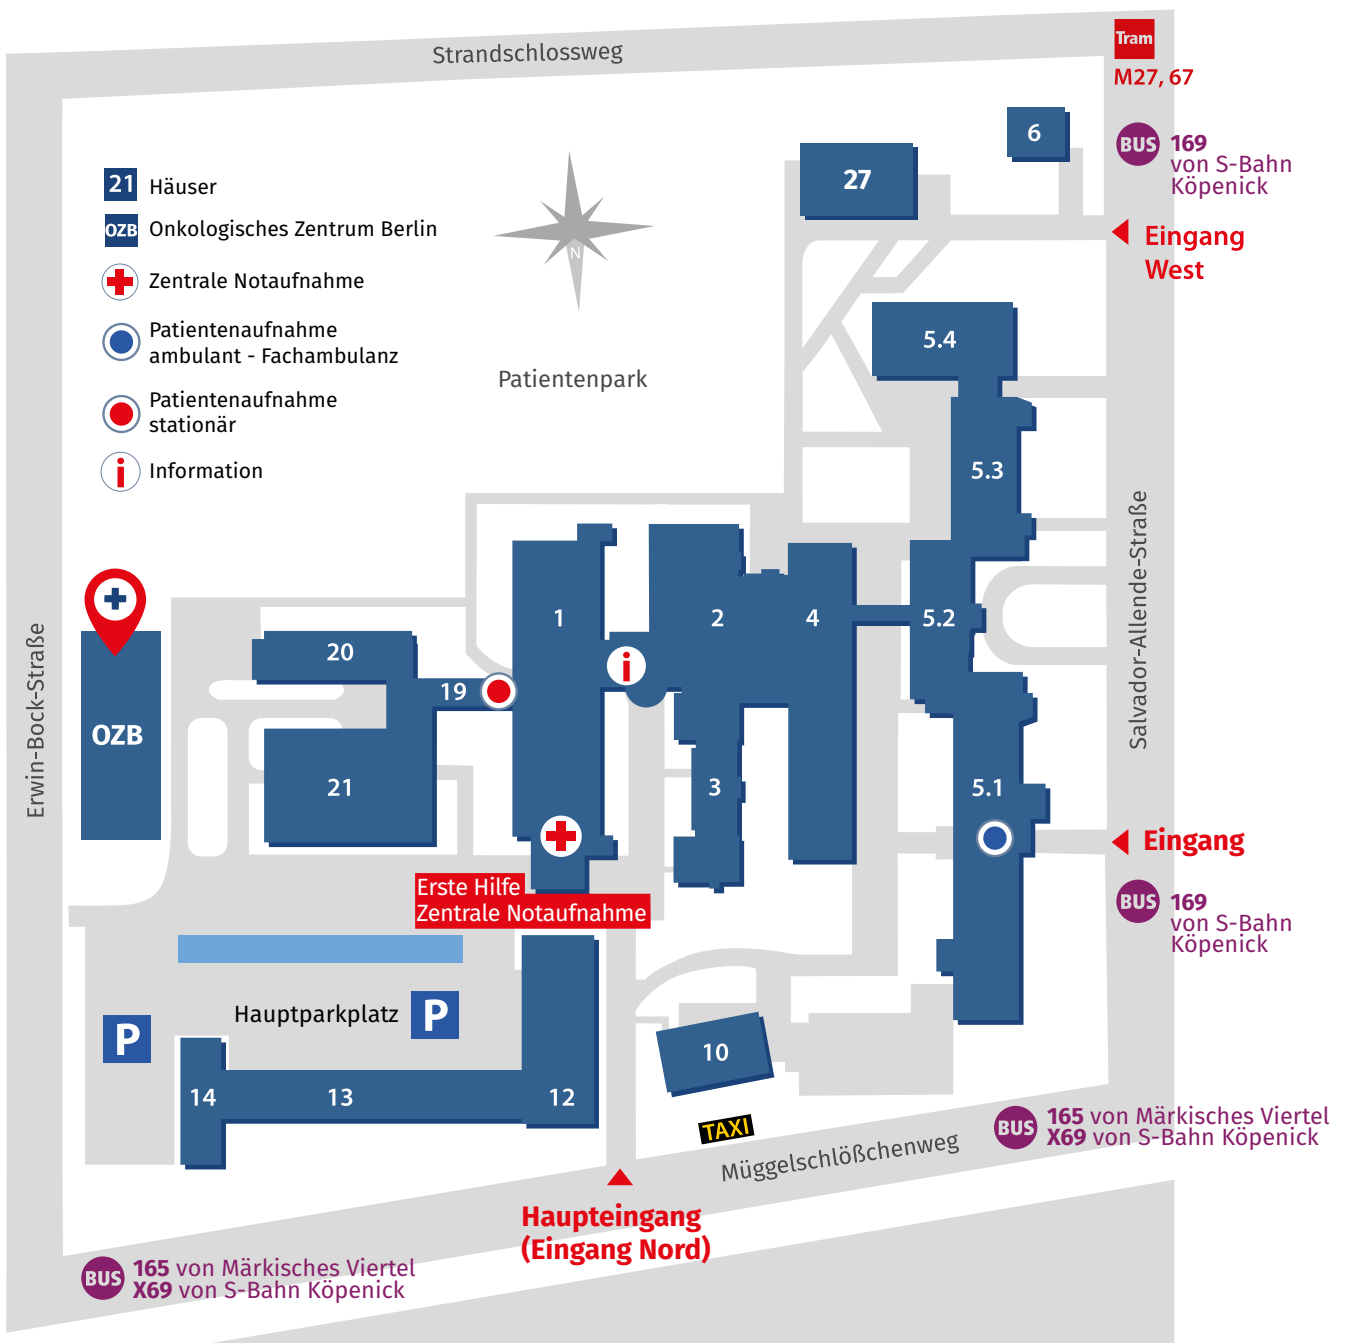 Strandschlossweg
Tram
M27, 67
BUS 169
von S-Bahn
Köpenick
Eingang
West
21 Häuser
OZB Onkologisches Zentrum Berlin
Zentrale Notaufnahme
Patientenaufnahme
ambulant - Fachambulanz
Patientenaufnahme
stationär
i Information
N
Patientenpark
6
27
5.4
5.3
5.2
5.1
1
2
4
3
i
20
19
21
OZB
Erwin-Bock-Straße
Salvador-Allende-Straße
Eingang
BUS 169
von S-Bahn
Köpenick
Erste Hilfe
Zentrale Notaufnahme
Hauptparkplatz P
P
14
13
12
10
TAXI
Müggelschlößchenweg
BUS 165 von Märkisches Viertel
X69 von S-Bahn Köpenick
Haupteingang
(Eingang Nord)
BUS 165 von Märkisches Viertel
X69 von S-Bahn Köpenick